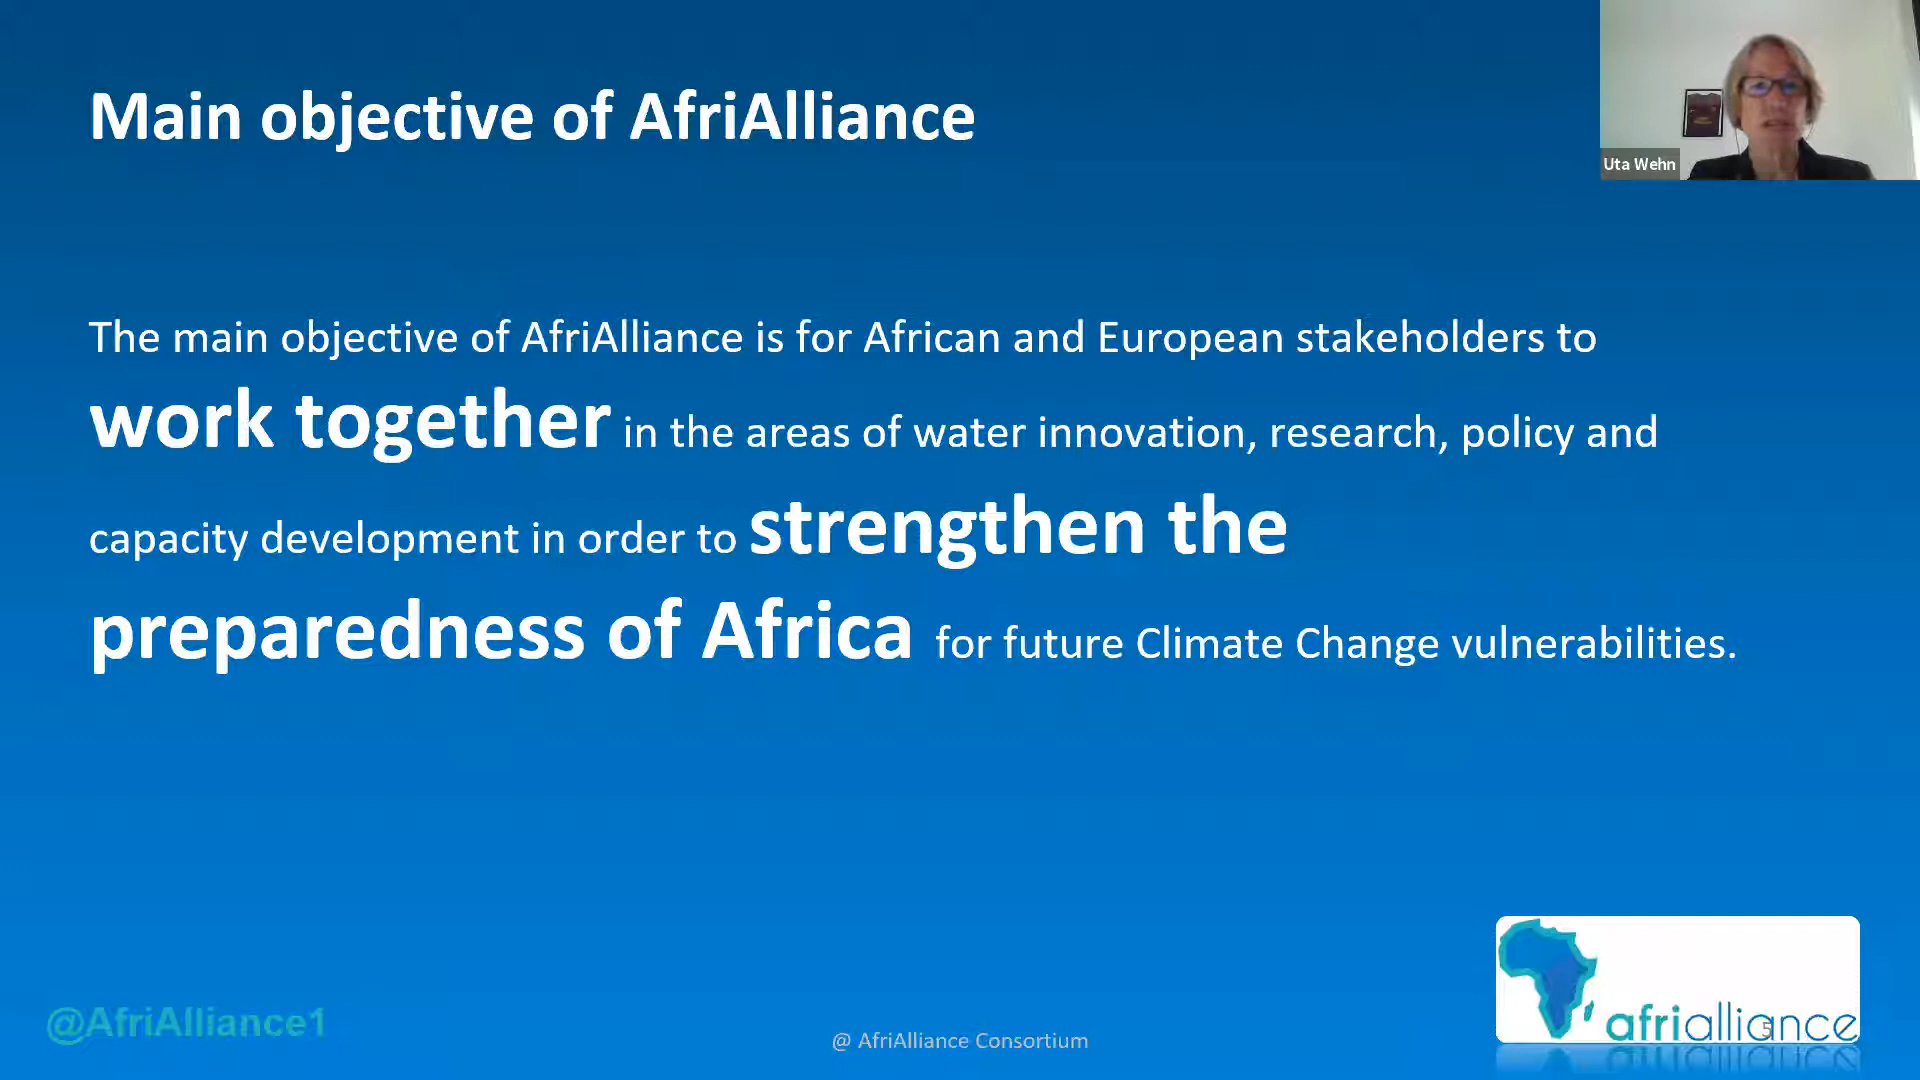 Main objective of AfriAlliance
Uta Wehn
The main objective of AfriAlliance is for African and European stakeholders to
work together in the areas of water innovation, research, policy and
capacity development in order to strengthen the
preparedness of Africa for future Climate Change vulnerabilities.
@AfriAlliance1
@ AfriAlliance Consortium
afrialliance
5